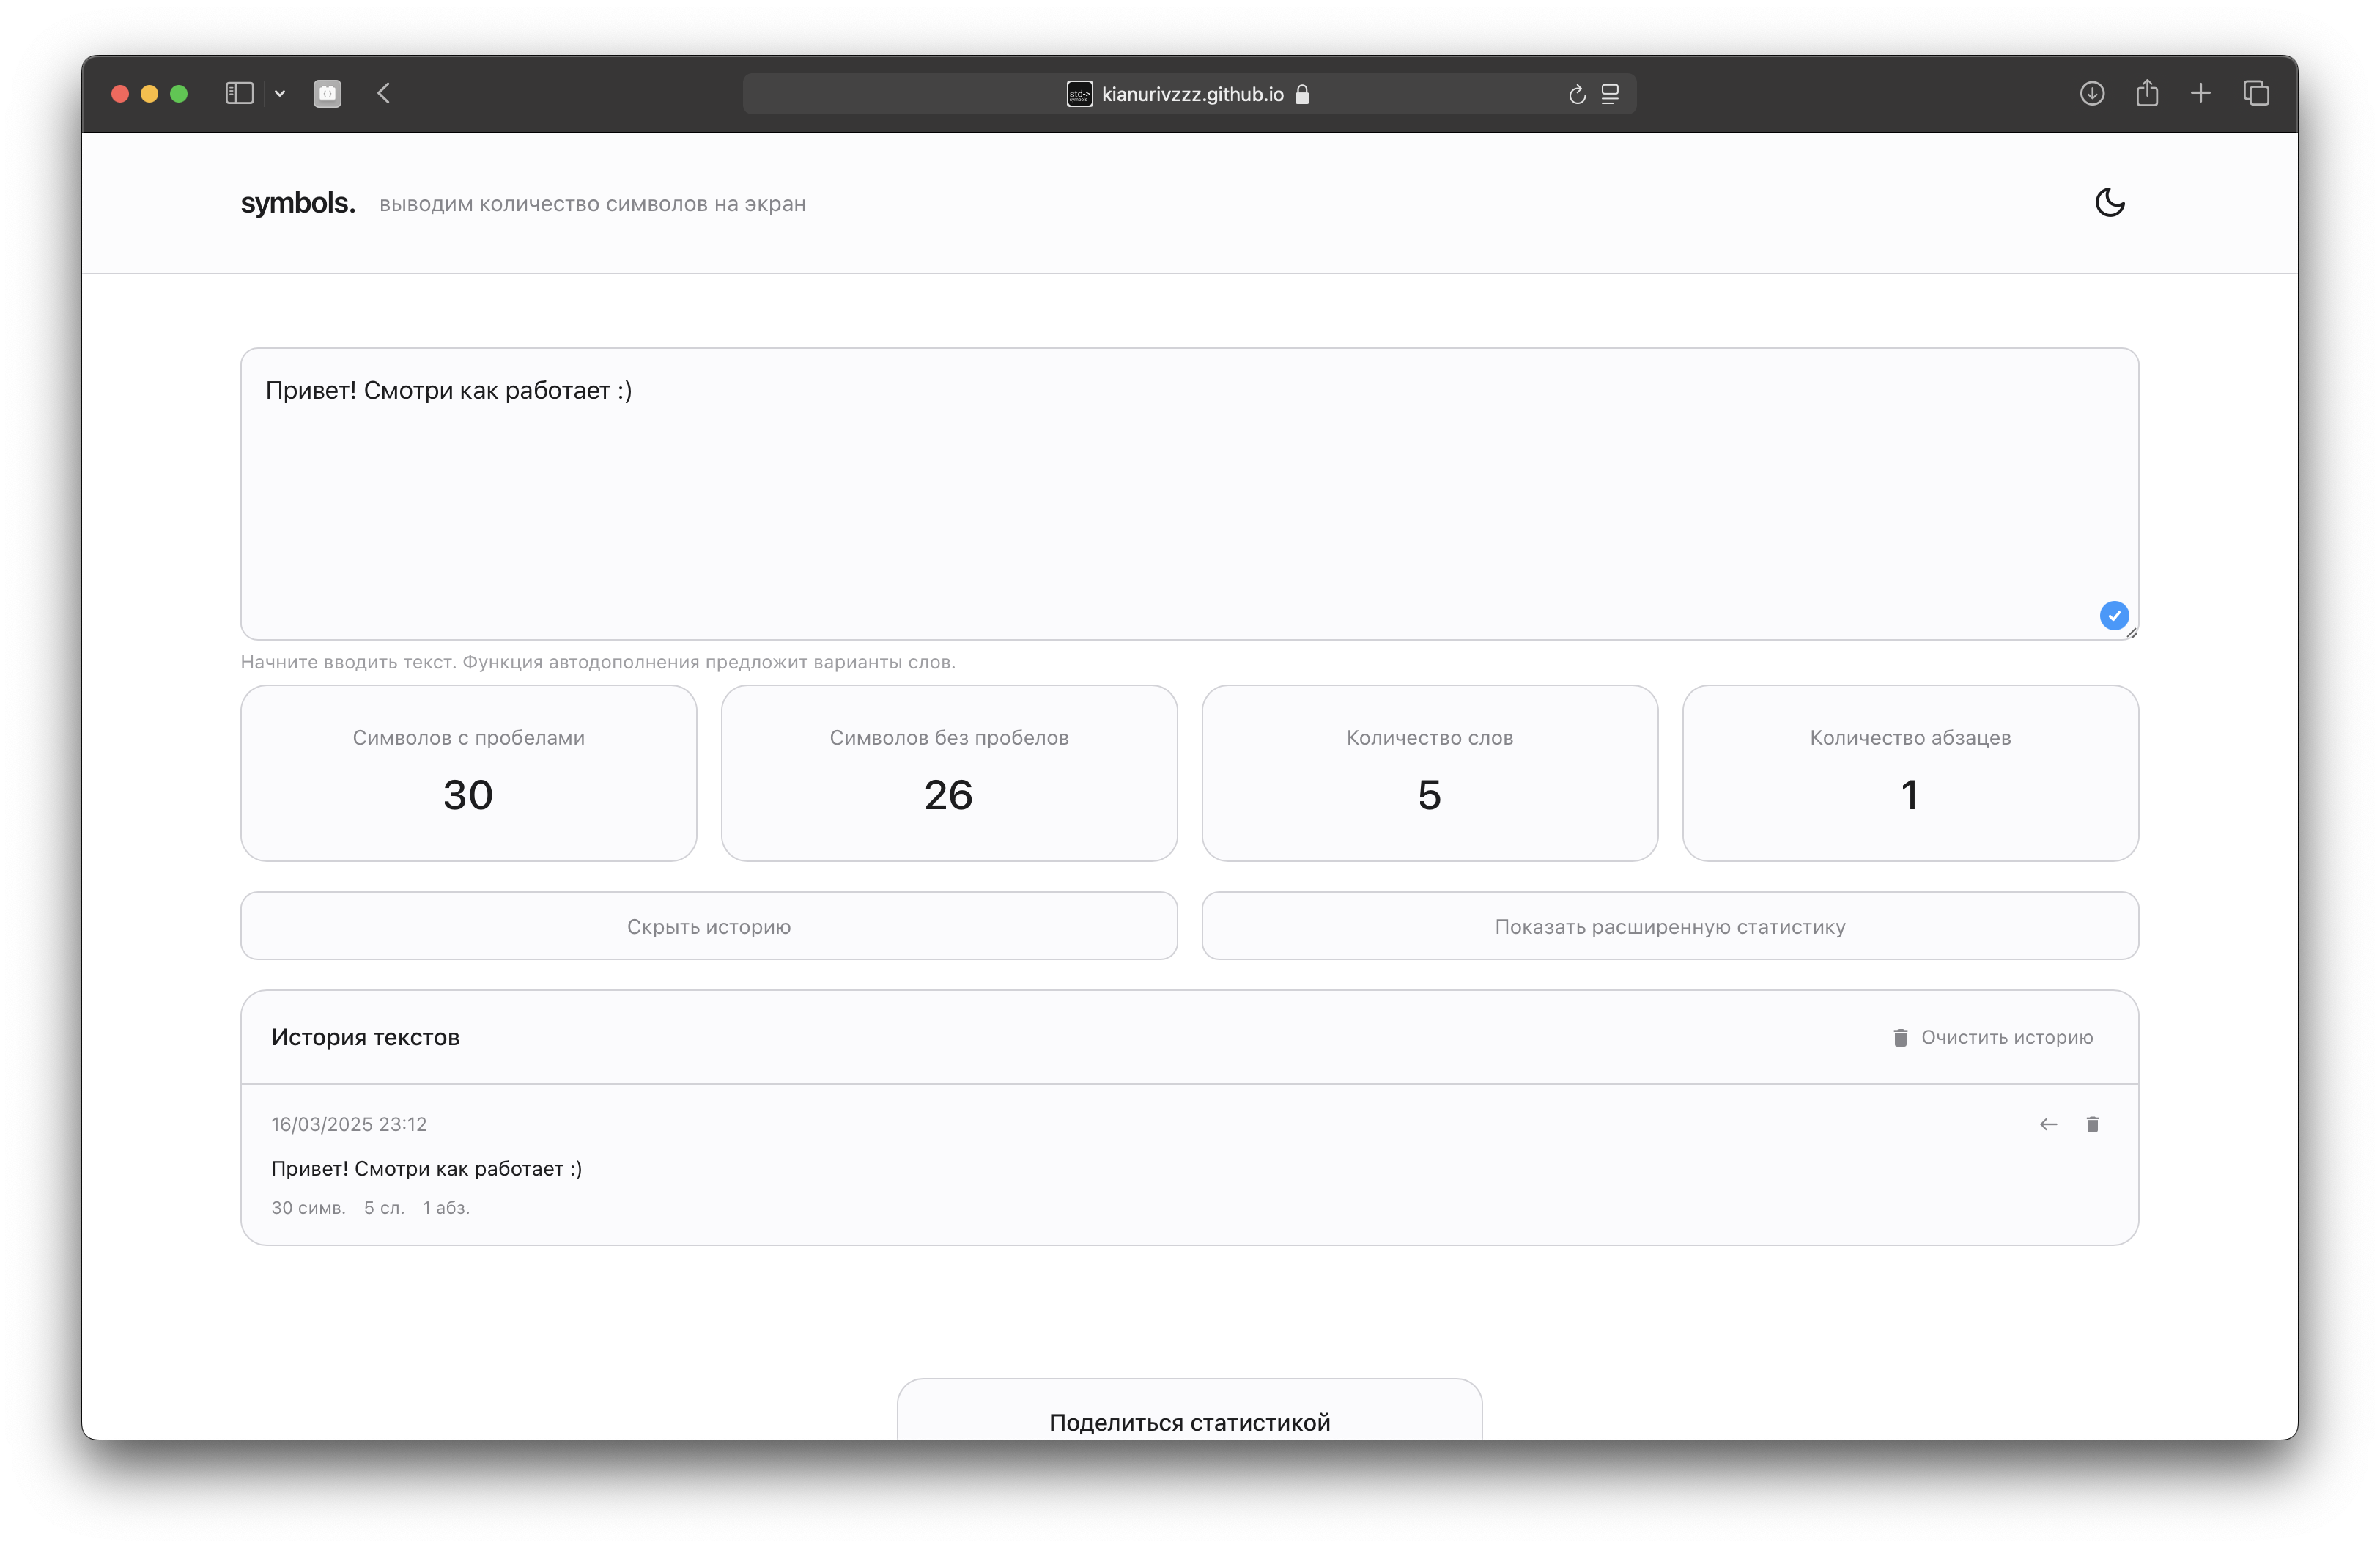 kianurivzzz.github.io
symbols. выводим количество символов на экран
Привет! Смотри как работает :)
Начните вводить текст. Функция автодополнения предложит варианты слов.
Символов с пробелами
30
Символов без пробелов
26
Количество слов
5
Количество абзацев
1
Скрыть историю
Показать расширенную статистику
История текстов
Очистить историю
16/03/2025 23:12
Привет! Смотри как работает :)
30 симв. 5 сл. 1 абз.
Поделиться статистикой